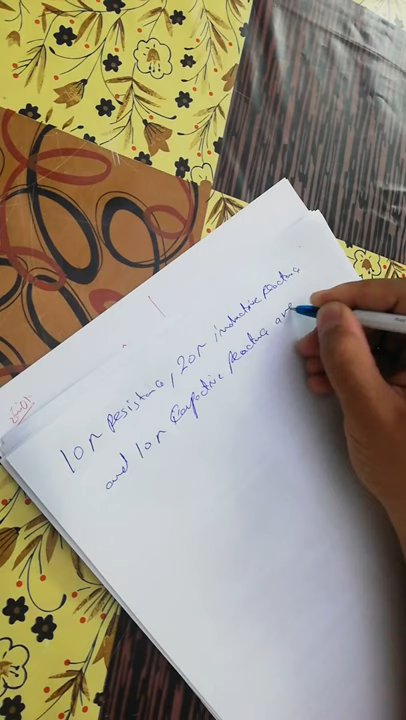 10Ω Resistance, 20Ω inductive Reactance
and 10Ω Capacitive Reactance are